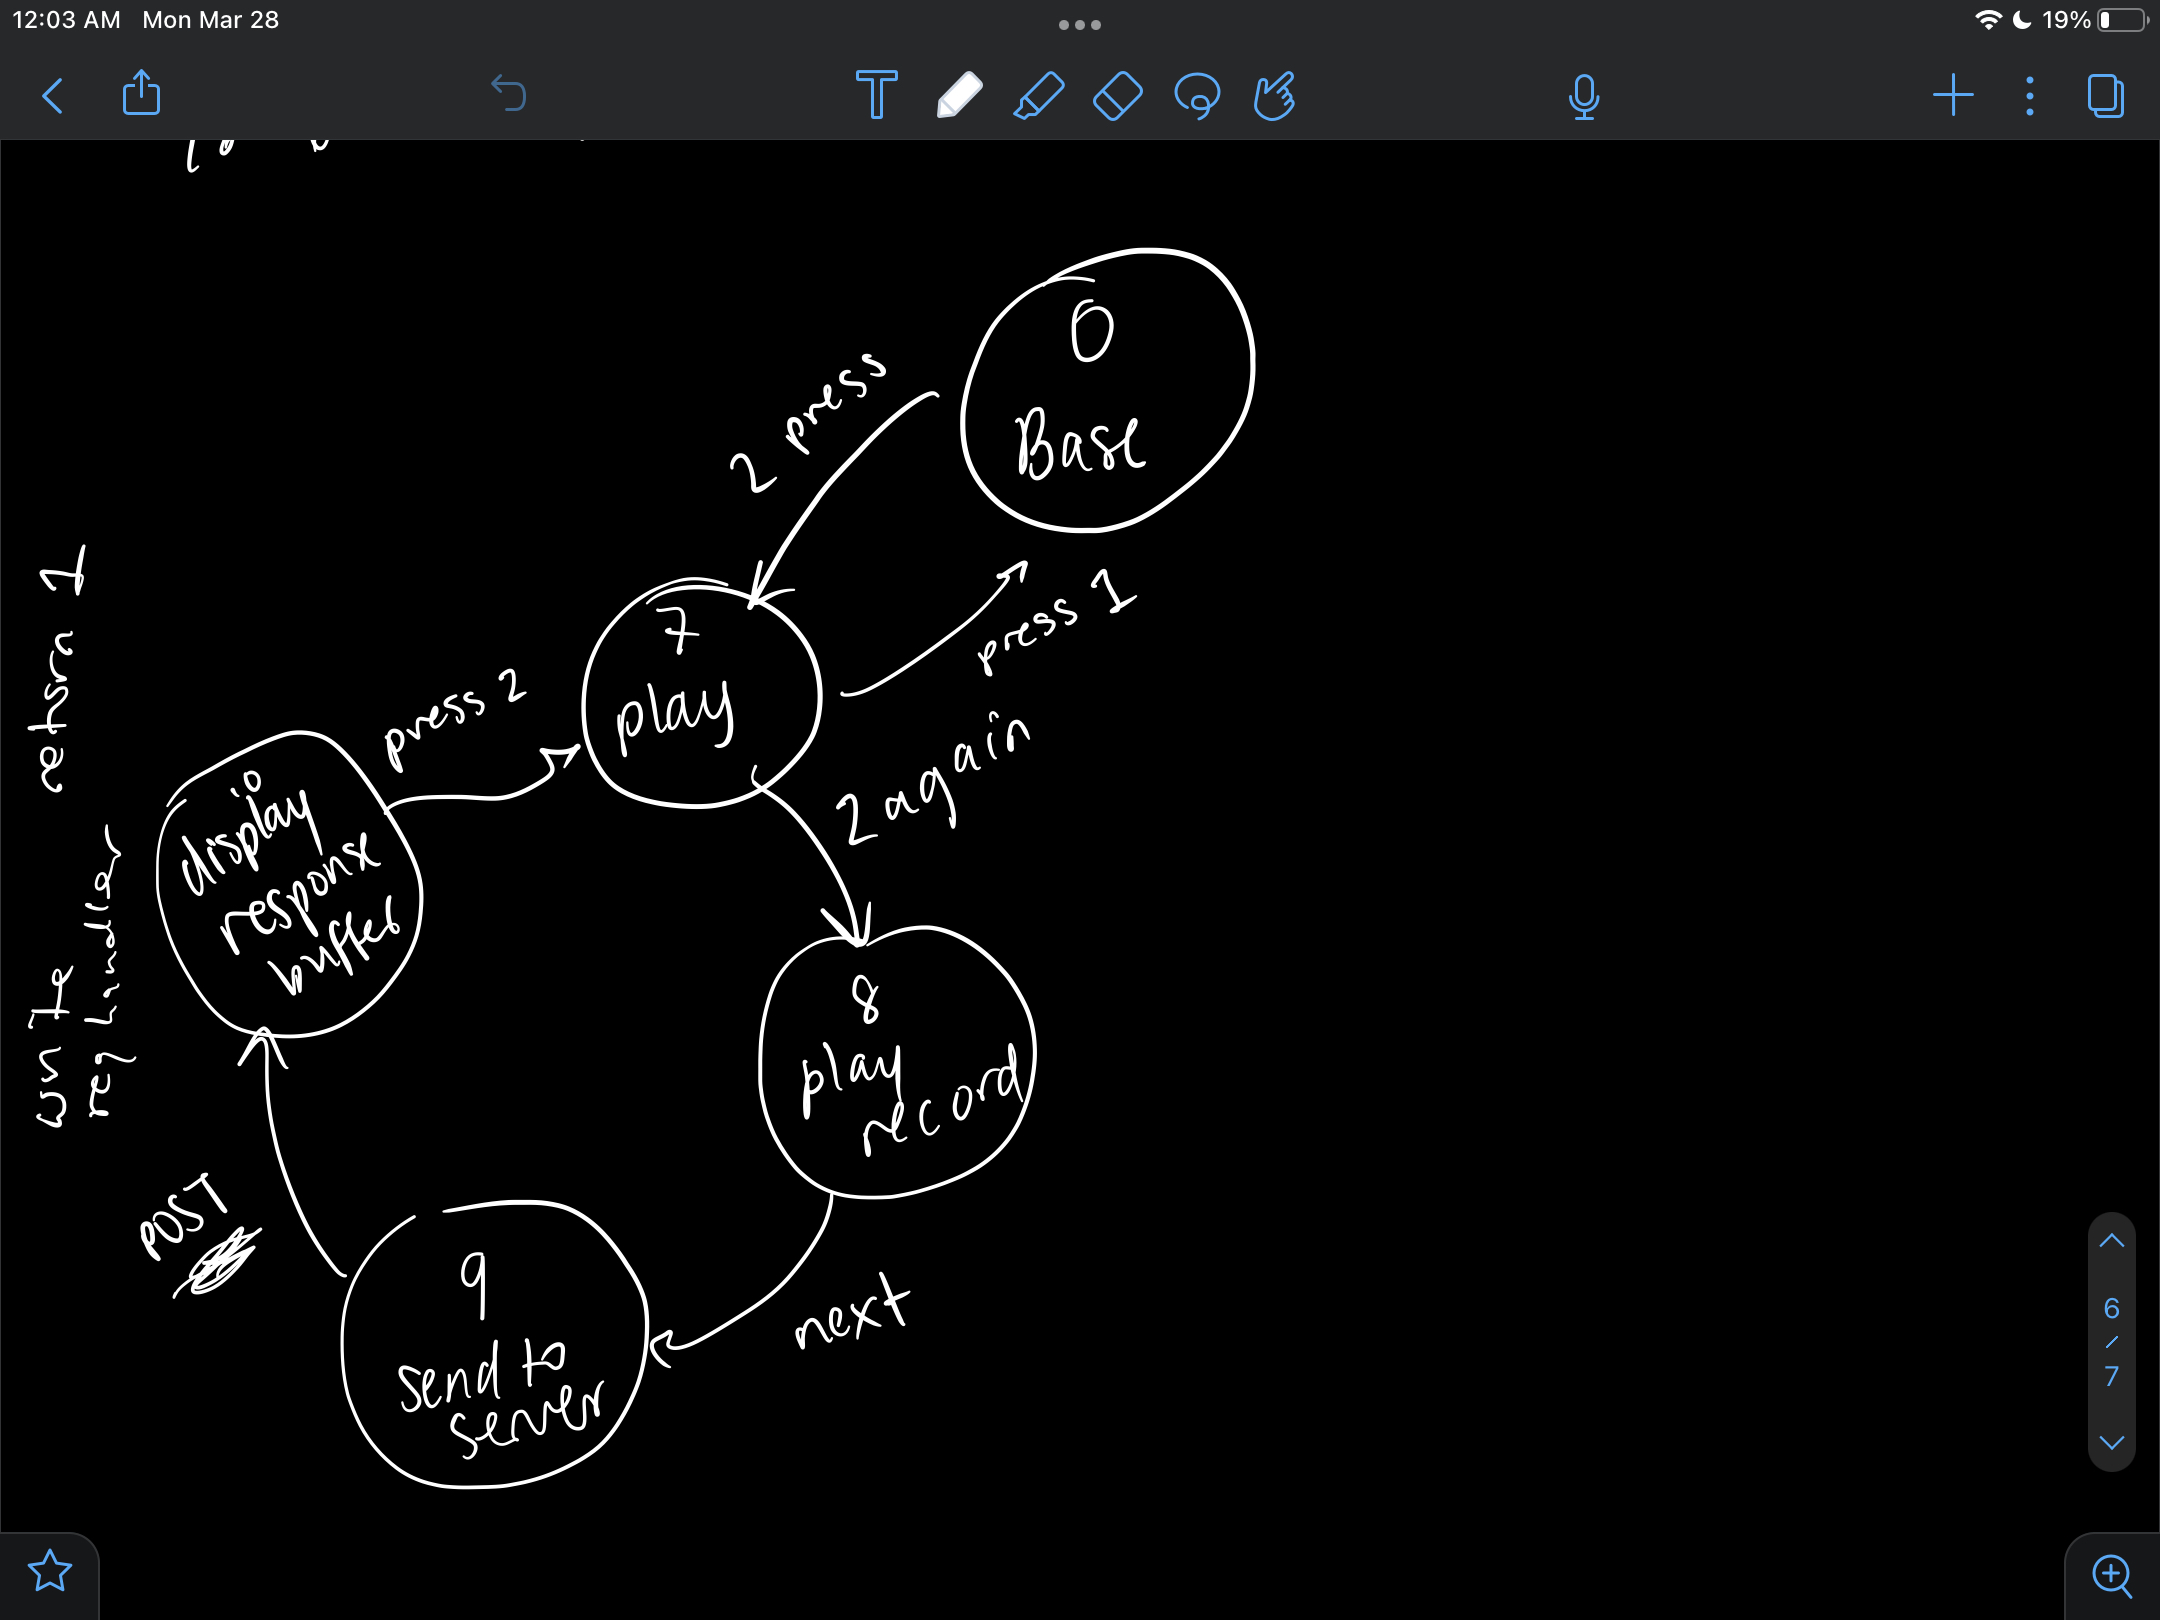 12:03 AM Mon Mar 28
19%
0
Base
2 press
press 1
7
play
2 again
press 2
10
display
response
buffer
return 1
write
req handler
8
play
record
next
9
send to
server
POST
6
/
7